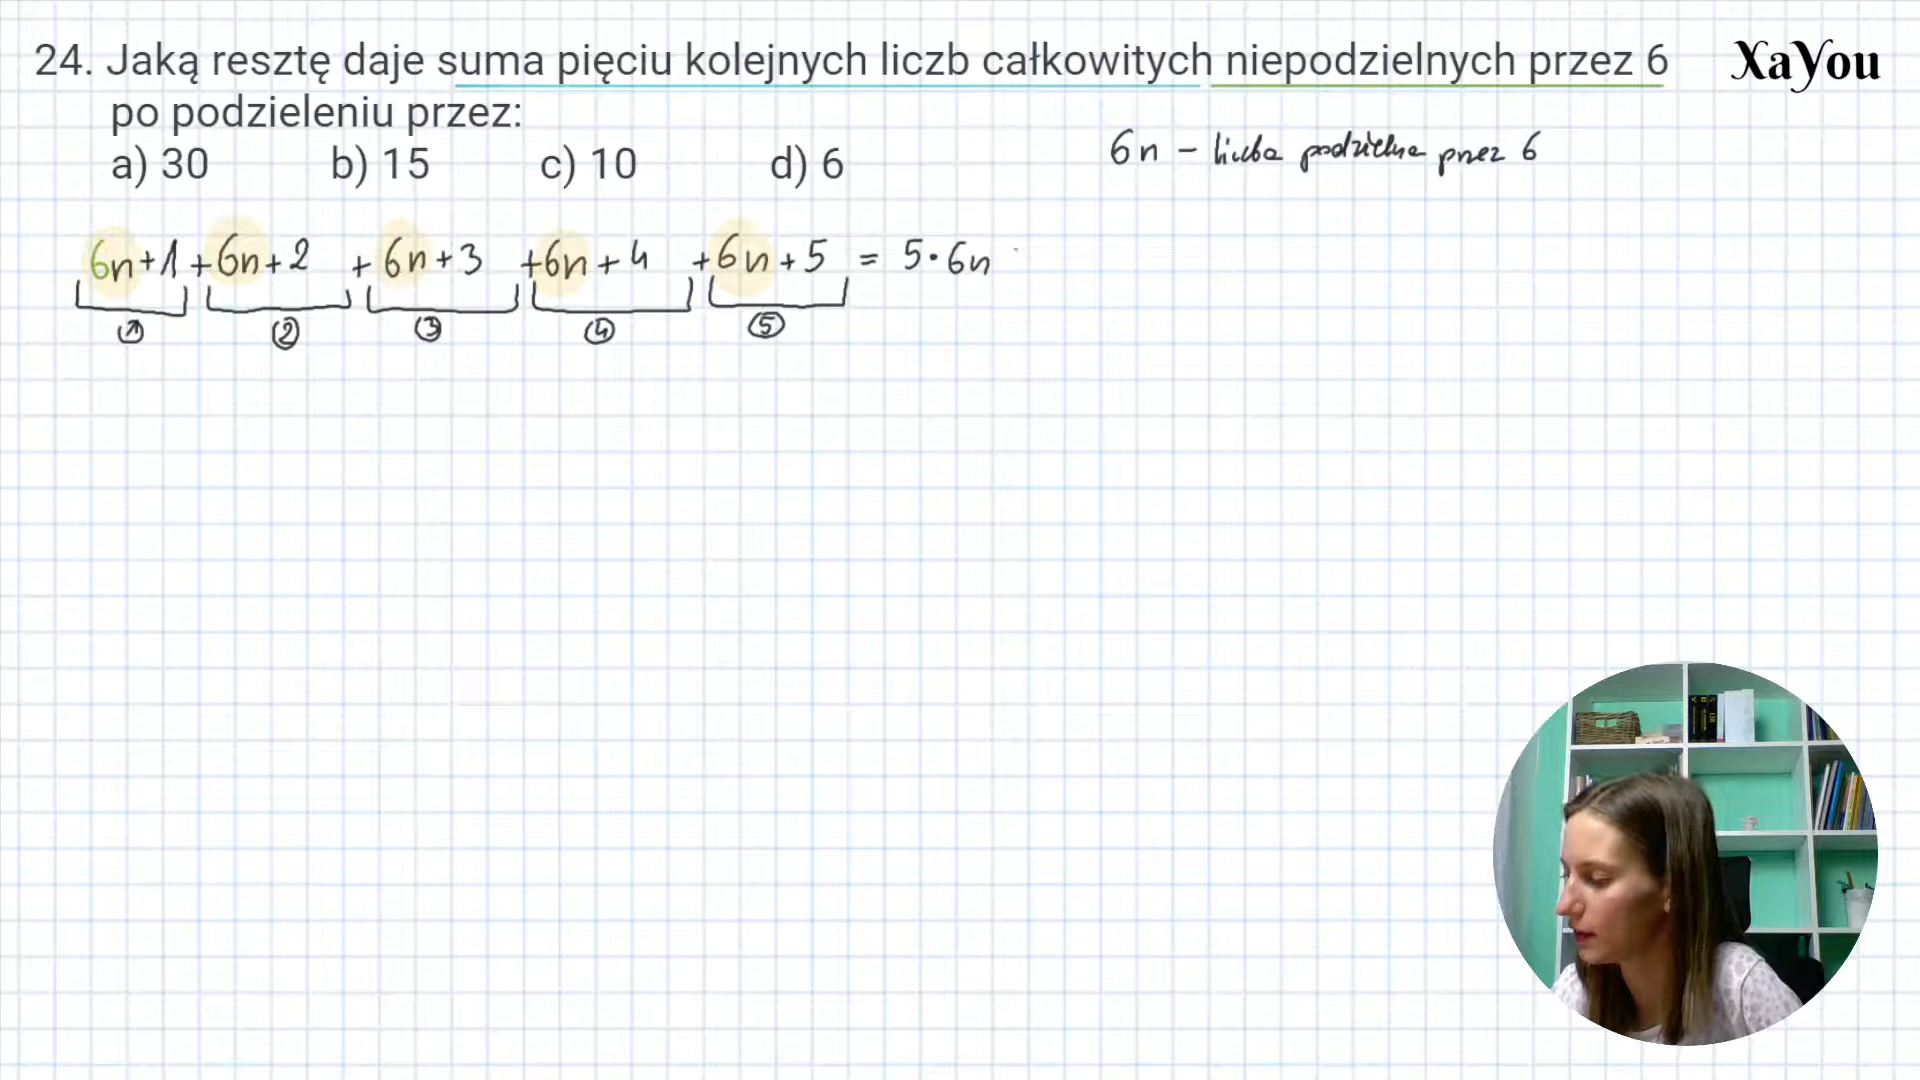 24. Jaką resztę daje suma pięciu kolejnych liczb całkowitych niepodzielnych przez 6
XaYou
po podzieleniu przez:
a) 30 b) 15 c) 10 d) 6
6n – liczba podzielna przez 6
6n+1 +6n+2 +6n+3 +6n+4 +6n+5 = 5·6n
① ② ③ ④ ⑤